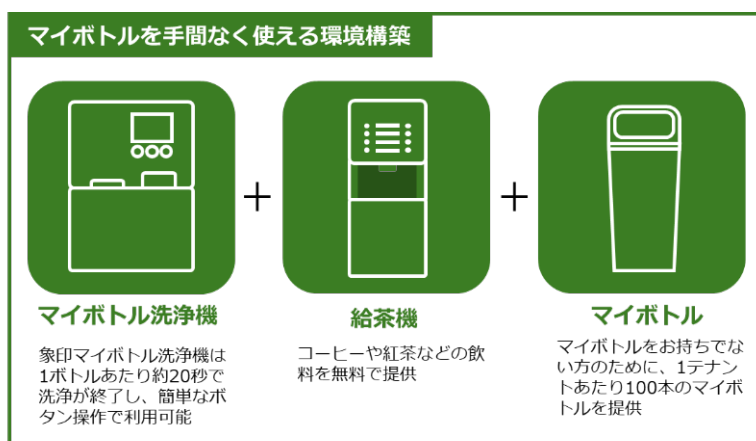 マイボトルを手間なく使える環境構築
マイボトル洗浄機
象印マイボトル洗浄機は
1ボトルあたり約20秒で
洗浄が終了し、簡単なボ
タン操作で利用可能
＋
給茶機
コーヒーや紅茶などの飲
料を無料で提供
＋
マイボトル
マイボトルをお持ちでな
い方のために、1テナン
トあたり100本のマイボ
トルを提供